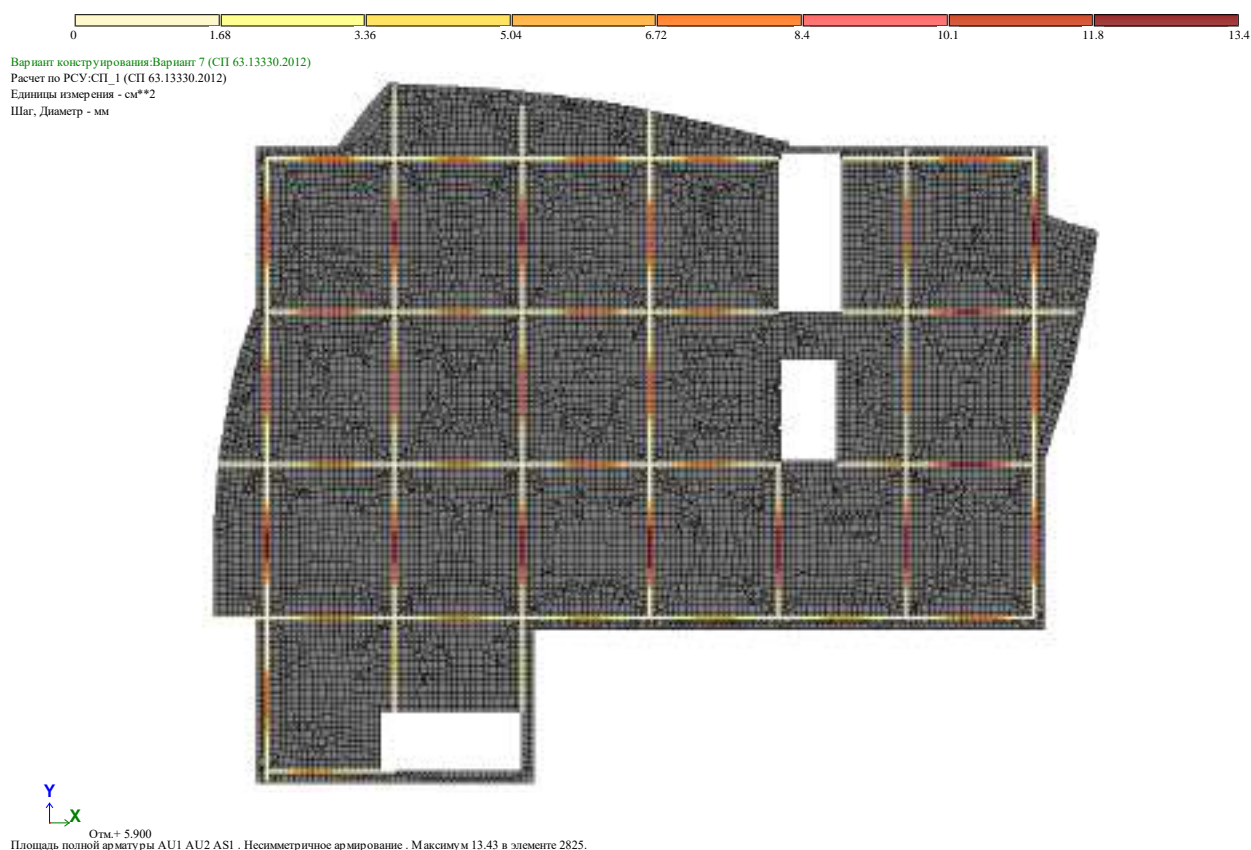 0 1.68 3.36 5.04 6.72 8.4 10.1 11.8 13.4
Вариант конструирования:Вариант 7 (СП 63.13330.2012)
Расчет по РСУ:СП_1 (СП 63.13330.2012)
Единицы измерения - см**2
Шаг, Диаметр - мм
Y
X
Отм.+ 5.900
Площадь полной арматуры AU1 AU2 AS1 . Несимметричное армирование . Максимум 13.43 в элементе 2825.